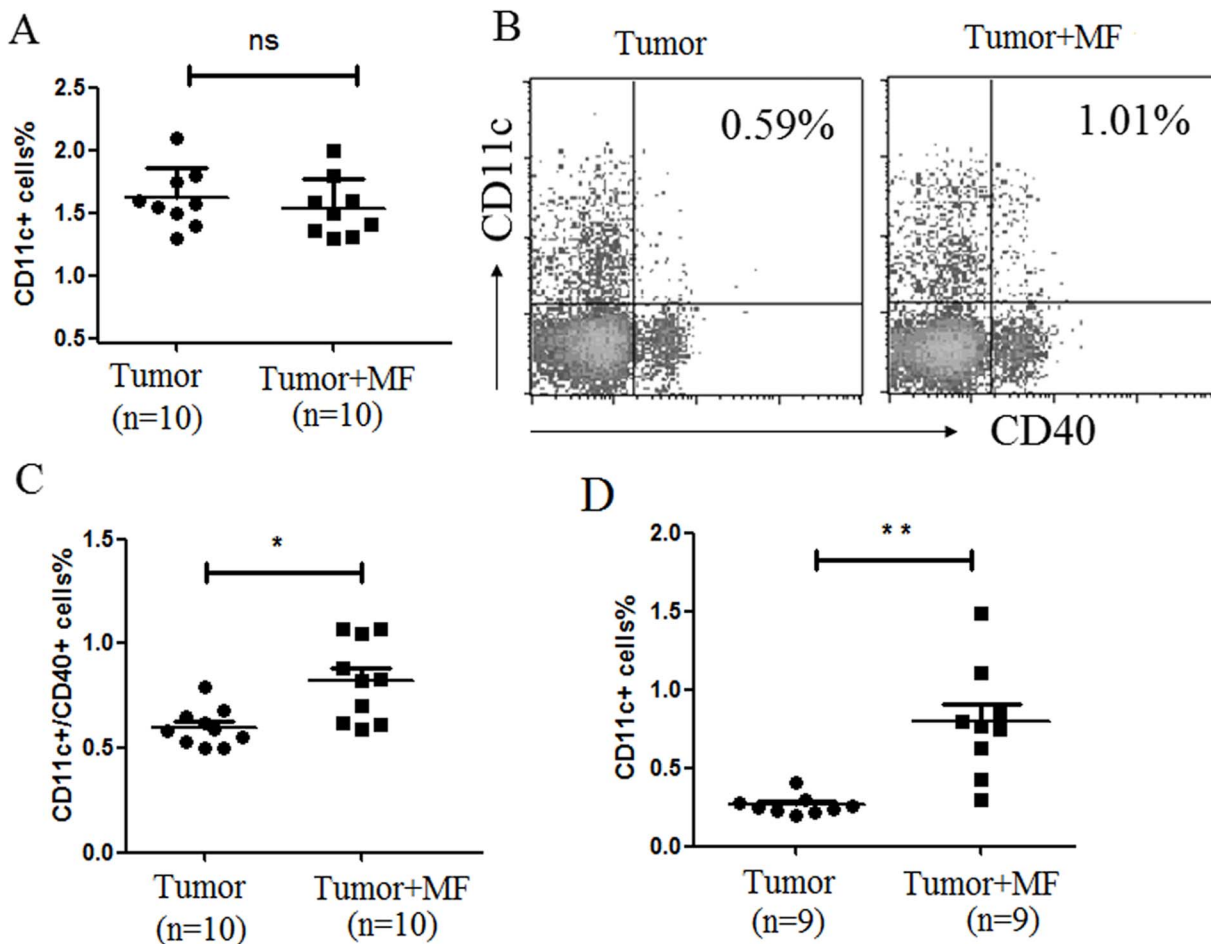 A
ns
CD11c+ cells%
2.5
2.0
1.5
1.0
0.5
Tumor
(n=10)
Tumor+MF
(n=10)
B
Tumor
Tumor+MF
0.59%
1.01%
CD11c
CD40
C
*
CD11c+/CD40+ cells%
1.5
1.0
0.5
0.0
Tumor
(n=10)
Tumor+MF
(n=10)
D
**
CD11c+ cells%
2.0
1.5
1.0
0.5
0.0
Tumor
(n=9)
Tumor+MF
(n=9)